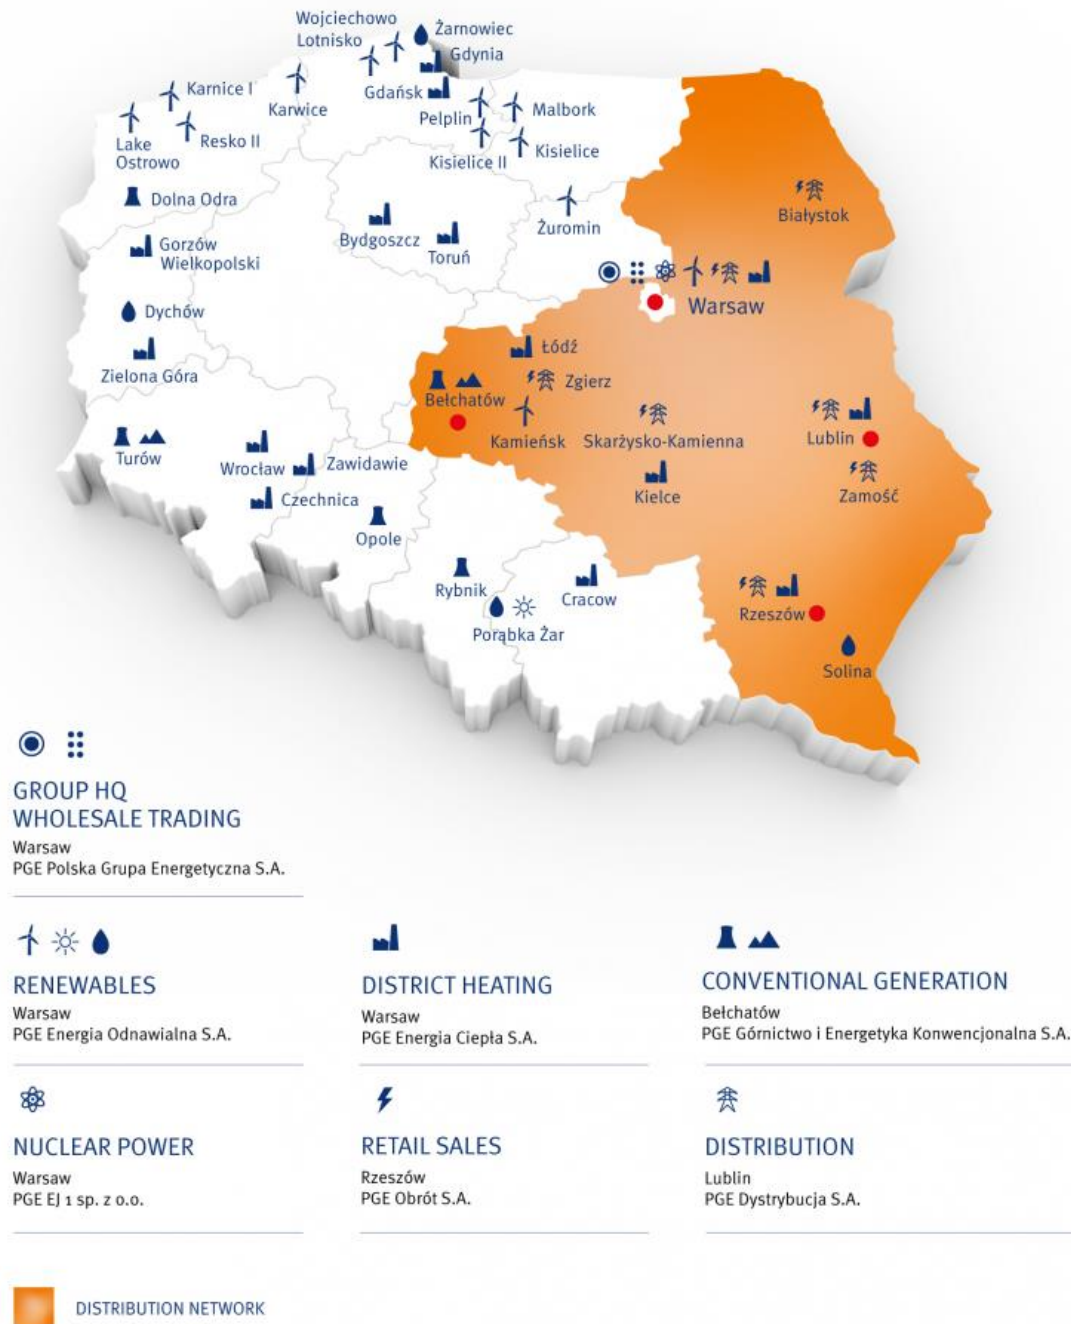 Wojciechowo
Lotnisko
Żarnowiec
Gdynia
Karnice I
Karwice
Gdańsk
Pelplin
Malbork
Lake
Ostrowo
Resko II
Kisielice II
Kisielice
Dolna Odra
Żuromin
Białystok
Bydgoszcz
Toruń
Gorzów
Wielkopolski
Warsaw
Dychów
Łódź
Zielona Góra
Zgierz
Bełchatów
Kamieńsk
Skarżysko-Kamienna
Lublin
Turów
Wrocław
Zawidawie
Kielce
Zamość
Czechnica
Opole
Rybnik
Cracow
Rzeszów
Porąbka Żar
Solina
GROUP HQ
WHOLESALE TRADING
Warsaw
PGE Polska Grupa Energetyczna S.A.
RENEWABLES
Warsaw
PGE Energia Odnawialna S.A.
DISTRICT HEATING
Warsaw
PGE Energia Ciepła S.A.
CONVENTIONAL GENERATION
Bełchatów
PGE Górnictwo i Energetyka Konwencjonalna S.A.
NUCLEAR POWER
Warsaw
PGE EJ 1 sp. z o.o.
RETAIL SALES
Rzeszów
PGE Obrót S.A.
DISTRIBUTION
Lublin
PGE Dystrybucja S.A.
DISTRIBUTION NETWORK